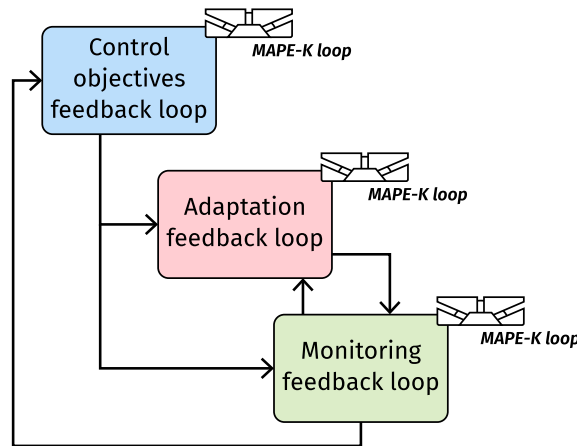 Control
objectives
feedback loop
MAPE-K loop
Adaptation
feedback loop
MAPE-K loop
Monitoring
feedback loop
MAPE-K loop